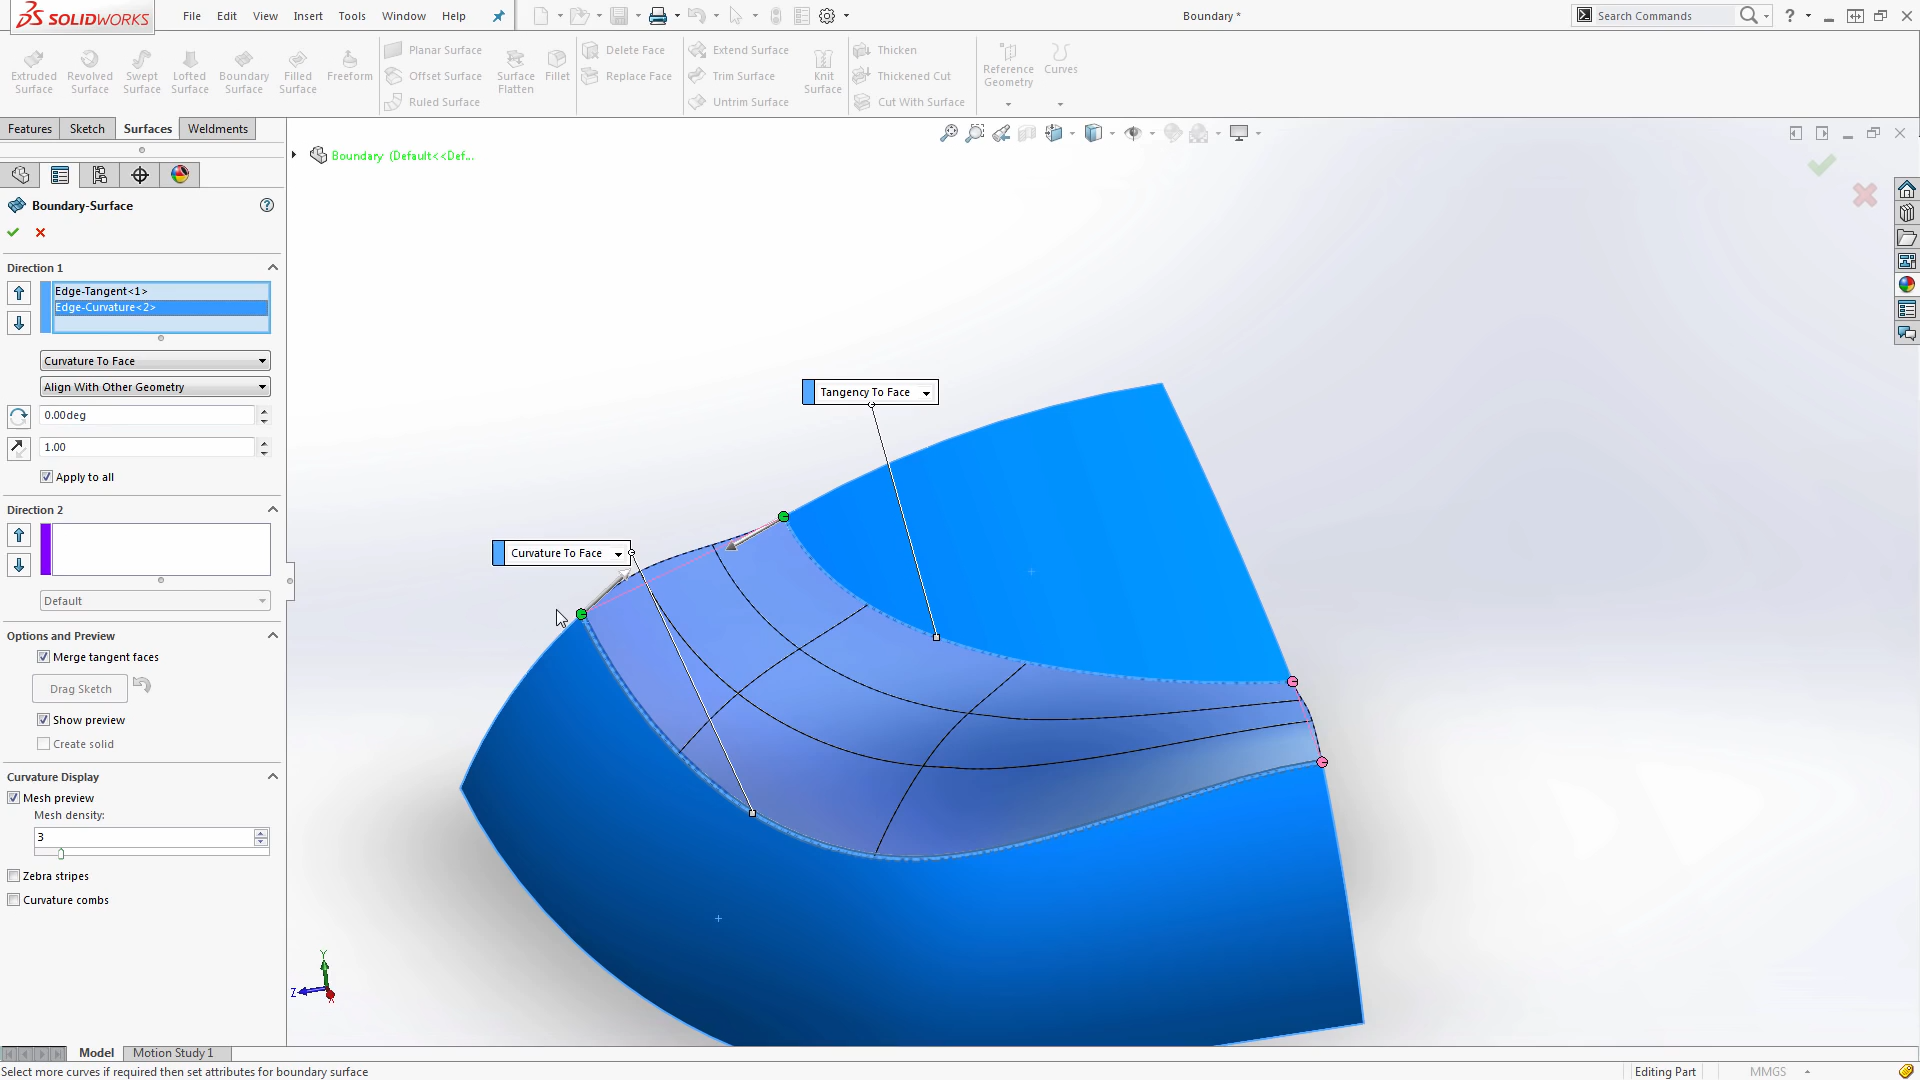 SOLIDWORKS
File Edit View Insert Tools Window Help
Boundary *
Search Commands
?
Extruded Surface
Revolved Surface
Swept Surface
Lofted Surface
Boundary Surface
Filled Surface
Freeform
Planar Surface
Offset Surface
Ruled Surface
Surface Flatten
Fillet
Delete Face
Replace Face
Extend Surface
Trim Surface
Untrim Surface
Knit Surface
Thicken
Thickened Cut
Cut With Surface
Reference Geometry
Curves
Features Sketch Surfaces Weldments
Boundary (Default<<Def...
Boundary-Surface
?
Direction 1
Edge-Tangent<1>
Edge-Curvature<2>
Curvature To Face
Align With Other Geometry
0.00deg
1.00
Apply to all
Direction 2
Default
Options and Preview
Merge tangent faces
Drag Sketch
Show preview
Create solid
Curvature Display
Mesh preview
Mesh density:
3
Zebra stripes
Curvature combs
Tangency To Face
Curvature To Face
Y
Z
X
Model Motion Study 1
Select more curves if required then set attributes for boundary surface
Editing Part
MMGS